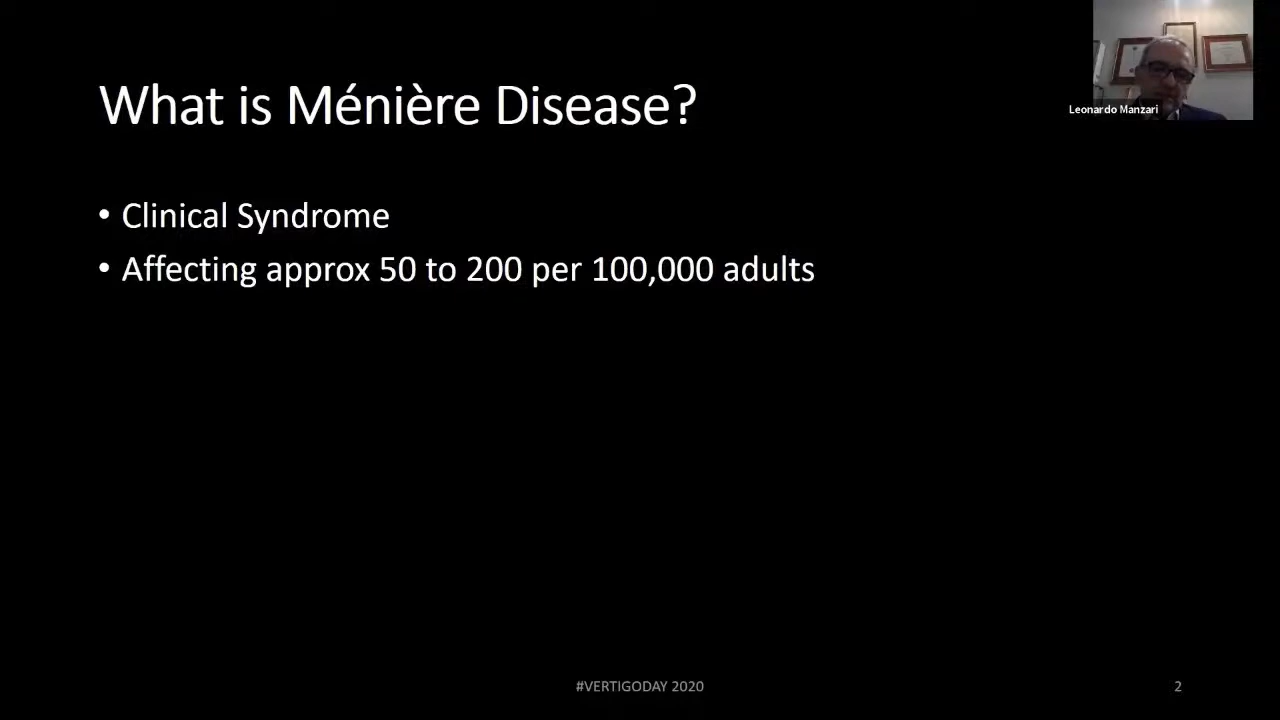 Leonardo Manzari
What is Ménière Disease?
• Clinical Syndrome
• Affecting approx 50 to 200 per 100,000 adults
#VERTIGODAY 2020
2